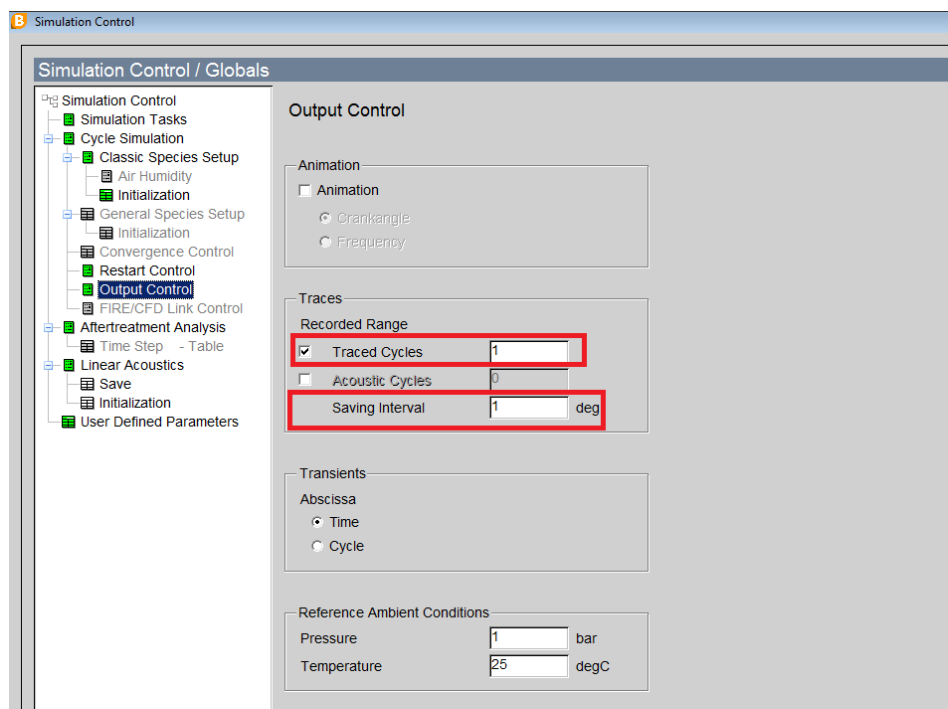 B Simulation Control
Simulation Control / Globals
Simulation Control
Simulation Tasks
Cycle Simulation
Classic Species Setup
Air Humidity
Initialization
General Species Setup
Initialization
Convergence Control
Restart Control
Output Control
FIRE/CFD Link Control
Aftertreatment Analysis
Time Step - Table
Linear Acoustics
Save
Initialization
User Defined Parameters
Output Control
Animation
Animation
Crankangle
Frequency
Traces
Recorded Range
Traced Cycles 1
Acoustic Cycles 0
Saving Interval 1 deg
Transients
Abscissa
Time
Cycle
Reference Ambient Conditions
Pressure 1 bar
Temperature 25 degC